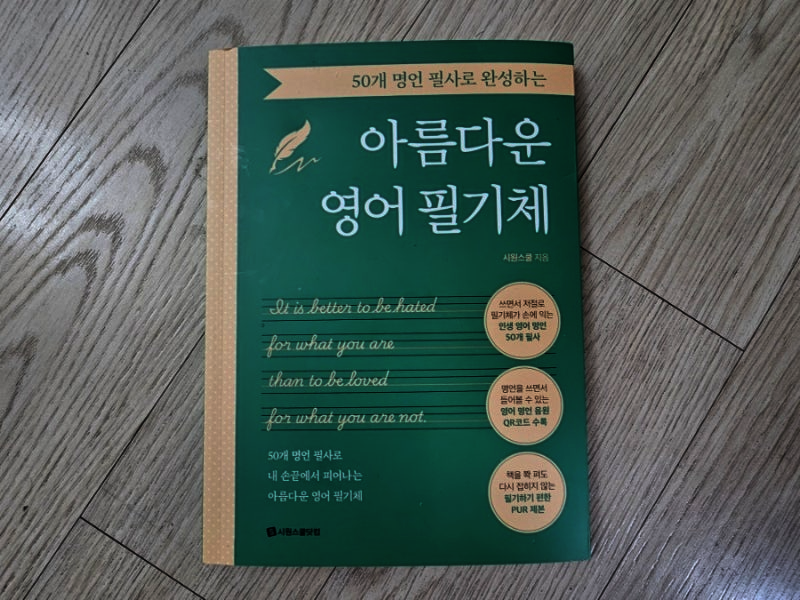 50개 명언 필사로 완성하는
아름다운
영어 필기체
시원스쿨 지음
It is better to be hated
for what you are
than to be loved
for what you are not.
쓰면서 저절로
필기체가 손에 익는
인생 영어 명언
50개 필사
명언을 쓰면서
들어볼 수 있는
영어 명언 음원
QR코드 수록
책을 쫙 펴도
다시 접히지 않는
필기하기 편한
PUR 제본
50개 명언 필사로
내 손끝에서 피어나는
아름다운 영어 필기체
S 시원스쿨닷컴